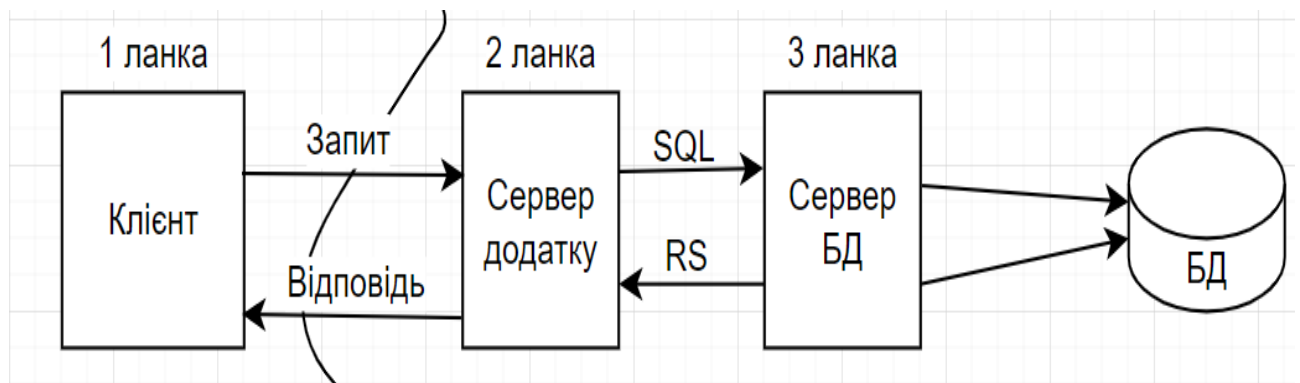 1 ланка
2 ланка
3 ланка
Запит
SQL
Клієнт
Сервер
додатку
Сервер
БД
RS
Відповідь
БД